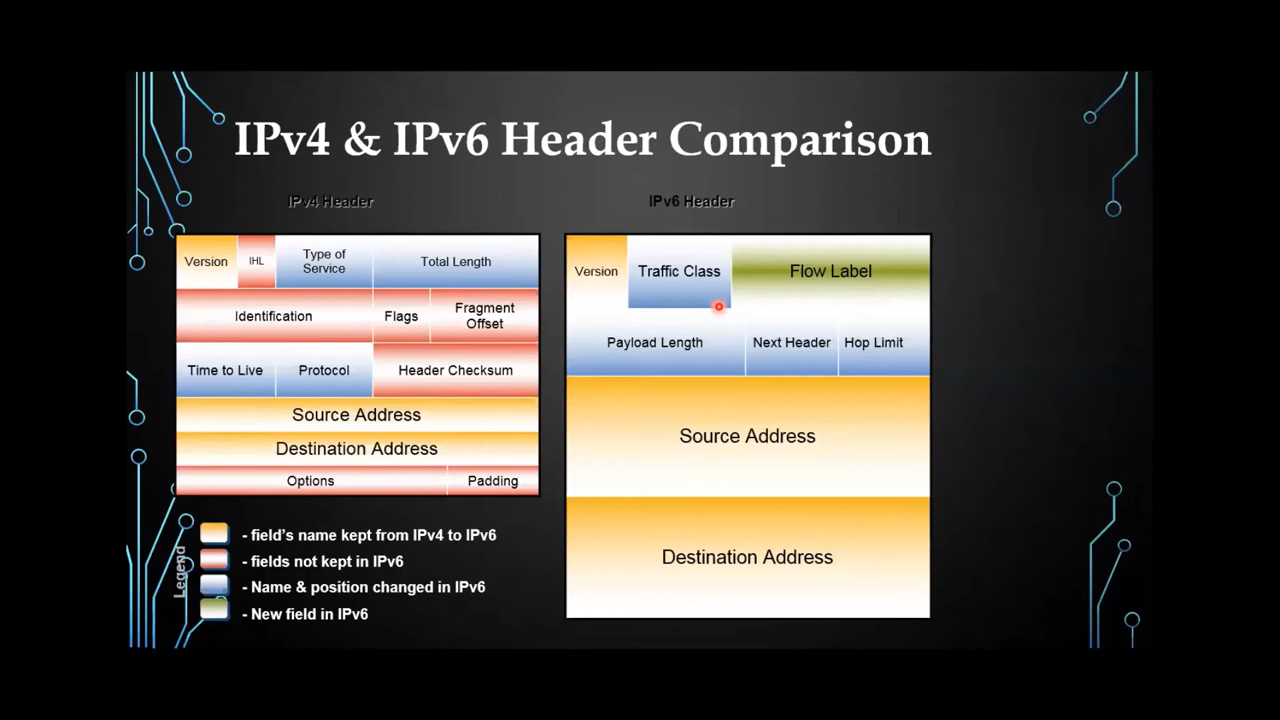 IPv4 & IPv6 Header Comparison
IPv4 Header
IPv6 Header
Version
IHL
Type of
Service
Total Length
Identification
Flags
Fragment
Offset
Time to Live
Protocol
Header Checksum
Source Address
Destination Address
Options
Padding
Version
Traffic Class
Flow Label
Payload Length
Next Header
Hop Limit
Source Address
Destination Address
Legend
- field's name kept from IPv4 to IPv6
- fields not kept in IPv6
- Name & position changed in IPv6
- New field in IPv6